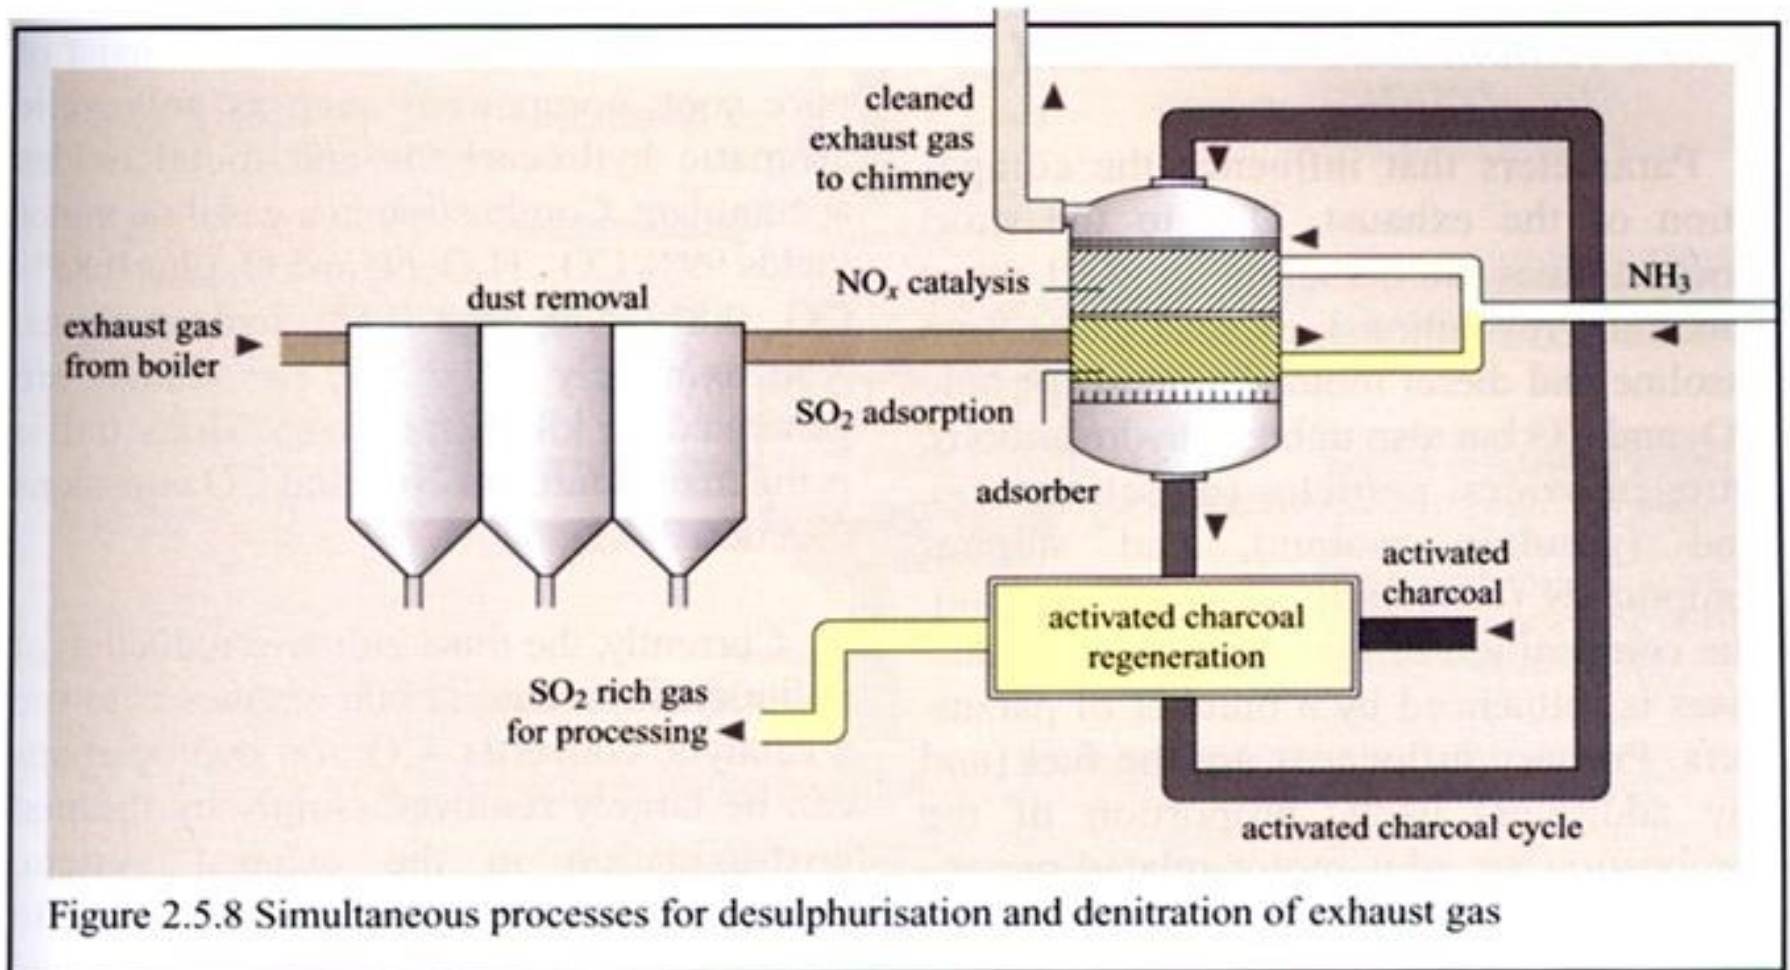 cleaned
exhaust gas
to chimney
NOx catalysis
NH3
dust removal
exhaust gas
from boiler
SO2 adsorption
adsorber
activated
charcoal
activated charcoal
regeneration
SO2 rich gas
for processing
activated charcoal cycle
Figure 2.5.8 Simultaneous processes for desulphurisation and denitration of exhaust gas